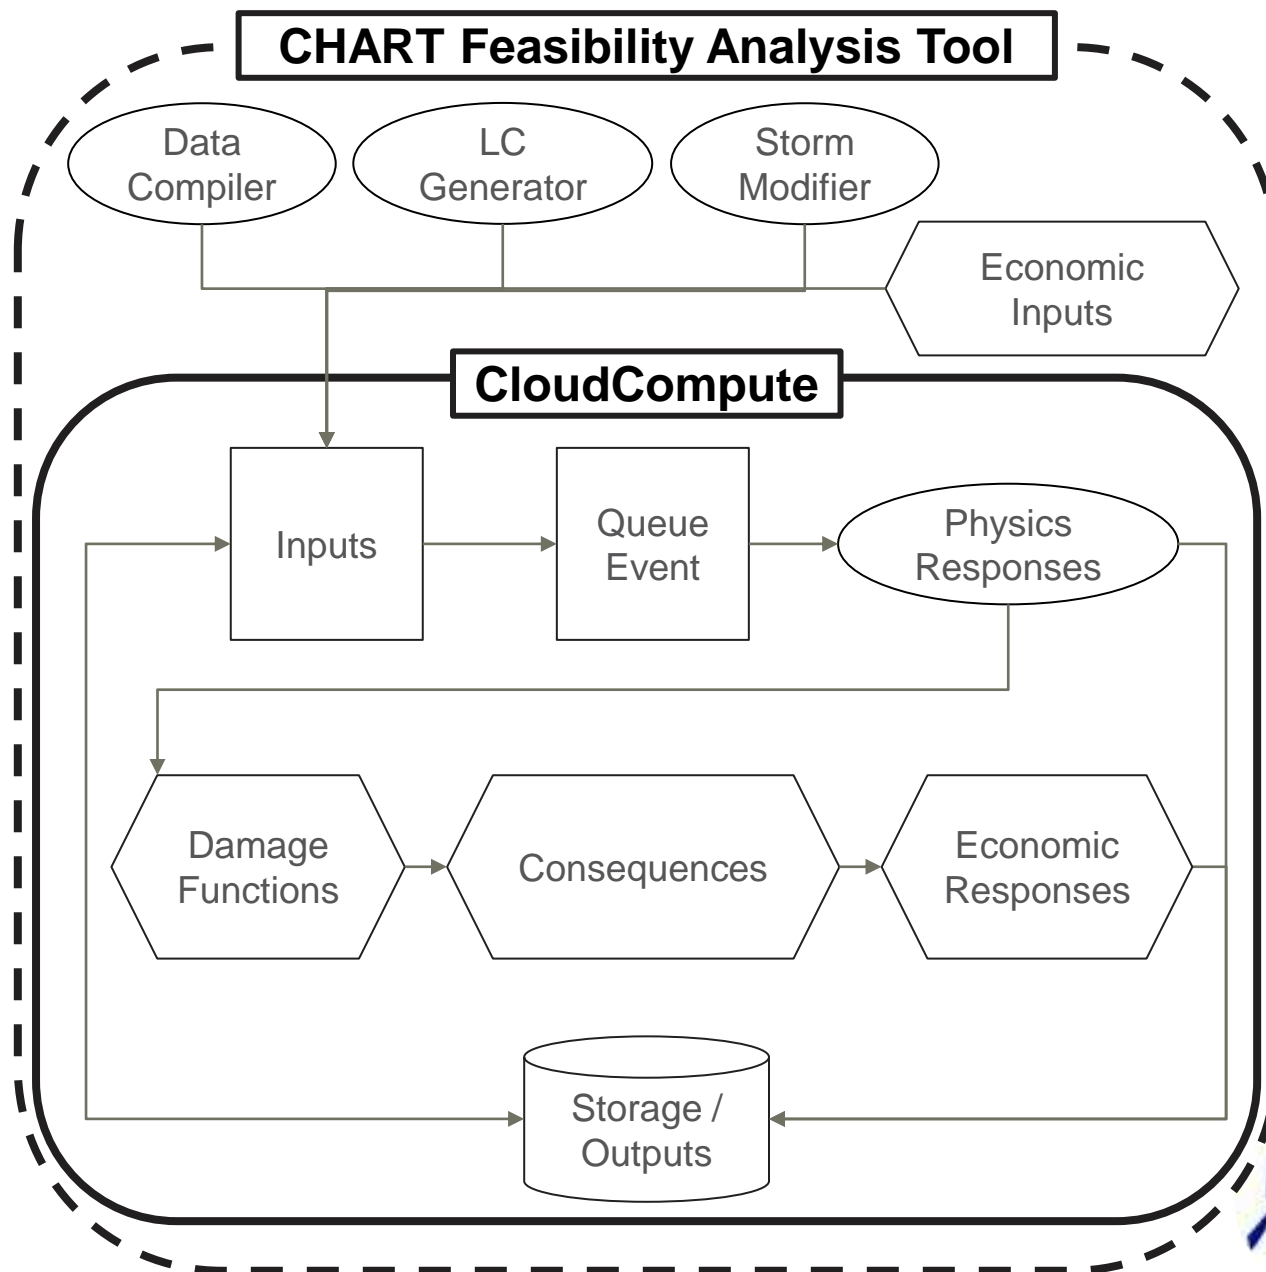 CHART Feasibility Analysis Tool
Data
Compiler
LC
Generator
Storm
Modifier
Economic
Inputs
CloudCompute
Inputs
Queue
Event
Physics
Responses
Damage
Functions
Consequences
Economic
Responses
Storage /
Outputs